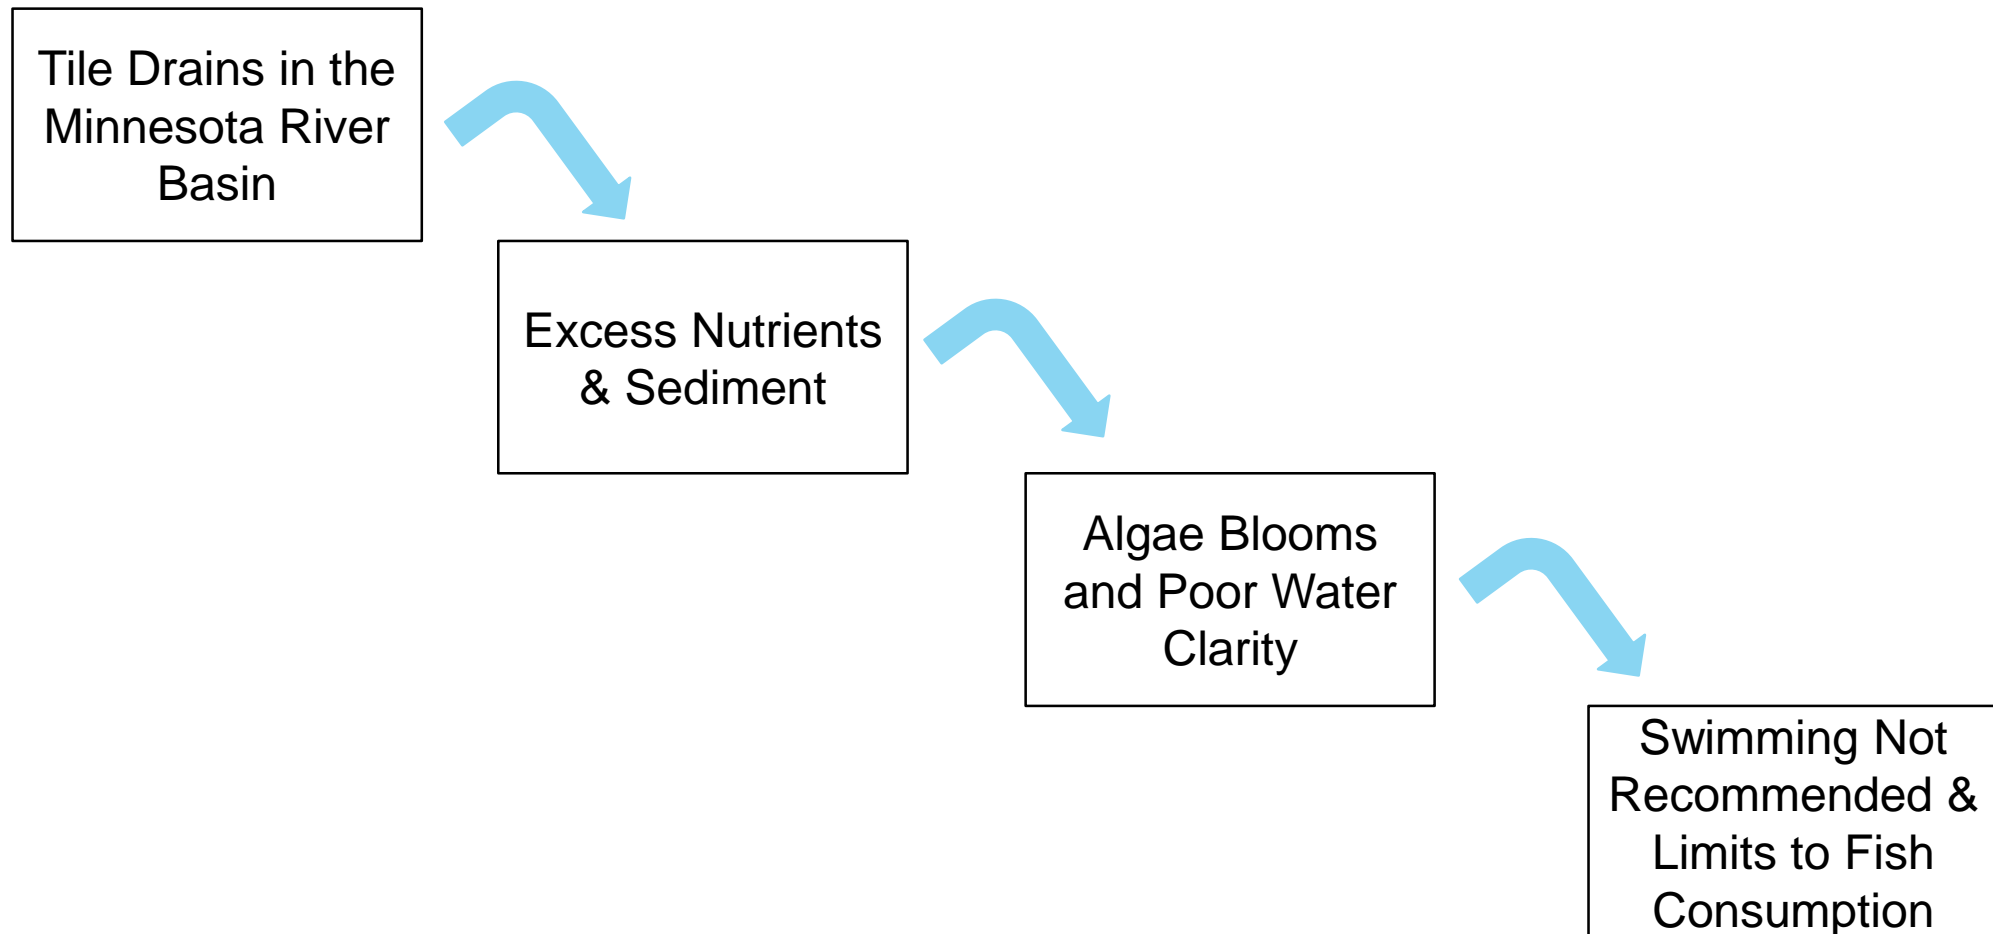 Tile Drains in the
Minnesota River
Basin
Excess Nutrients
& Sediment
Algae Blooms
and Poor Water
Clarity
Swimming Not
Recommended &
Limits to Fish
Consumption